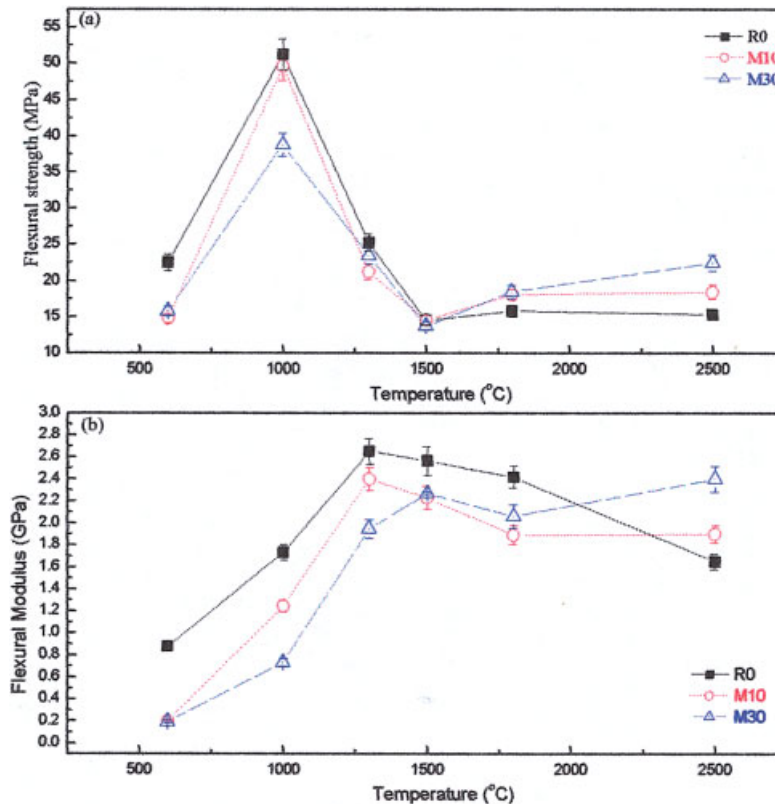 (a)
R0
M10
M30
Flexural strength (MPa)
55
50
45
40
35
30
25
20
15
10
500 1000 1500 2000 2500
Temperature (°C)
(b)
Flexural Modulus (GPa)
3.0
2.8
2.6
2.4
2.2
2.0
1.8
1.6
1.4
1.2
1.0
0.8
0.6
0.4
0.2
0.0
R0
M10
M30
500 1000 1500 2000 2500
Temperature (°C)